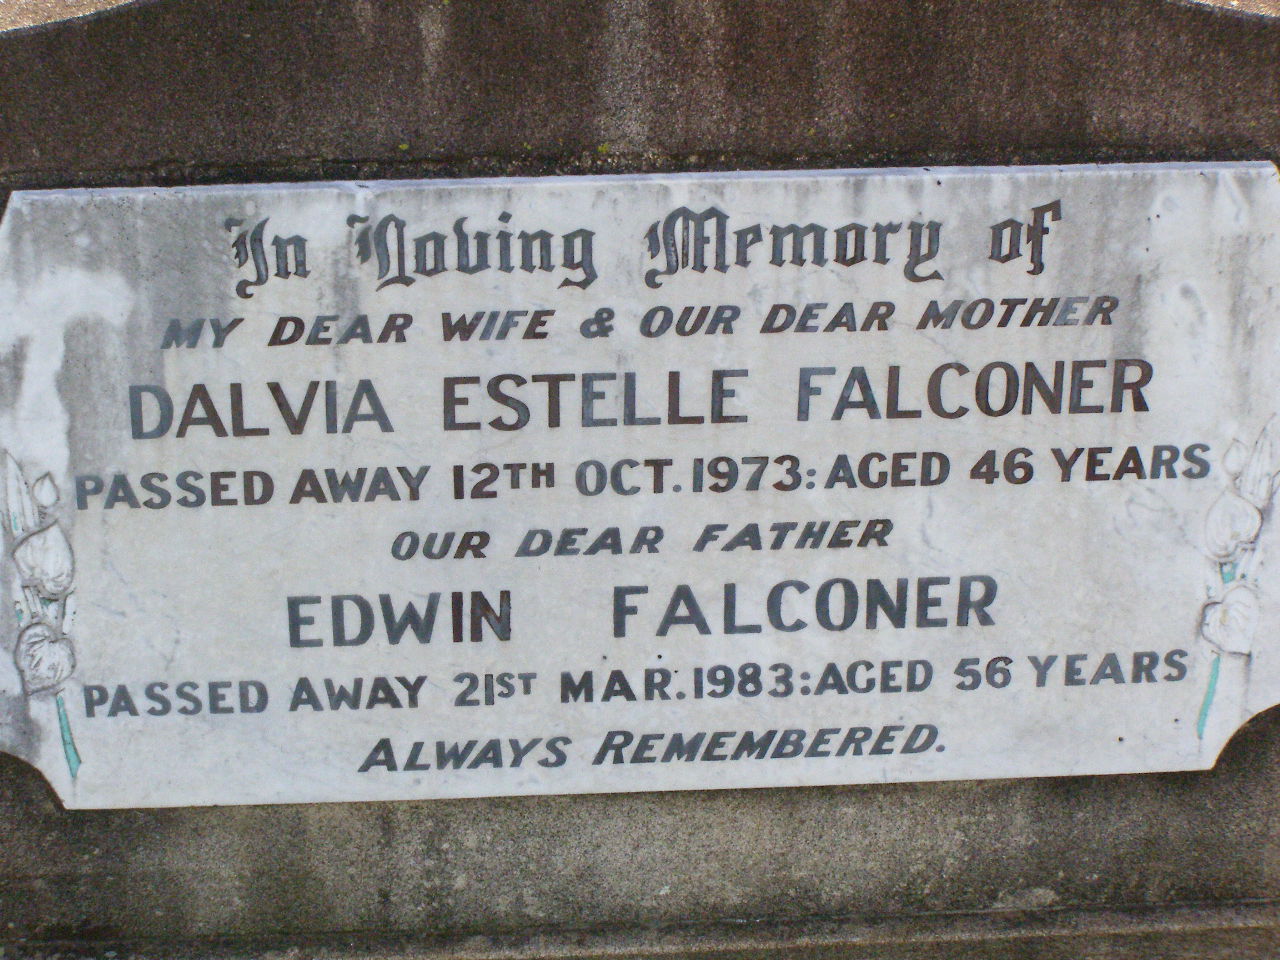 In Loving Memory of
MY DEAR WIFE & OUR DEAR MOTHER
DALVIA ESTELLE FALCONER
PASSED AWAY 12TH OCT. 1973: AGED 46 YEARS
OUR DEAR FATHER
EDWIN FALCONER
PASSED AWAY 21ST MAR. 1983: AGED 56 YEARS
ALWAYS REMEMBERED.